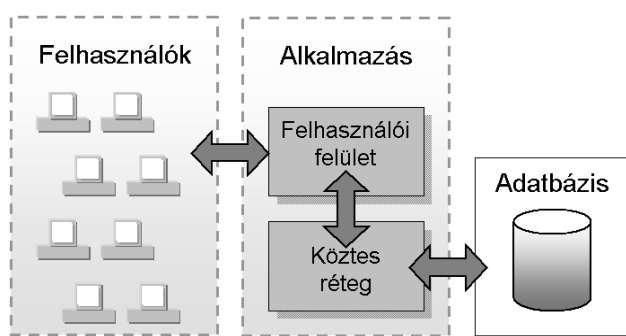 Felhasználók
Alkalmazás
Felhasználói
felület
Köztes
réteg
Adatbázis